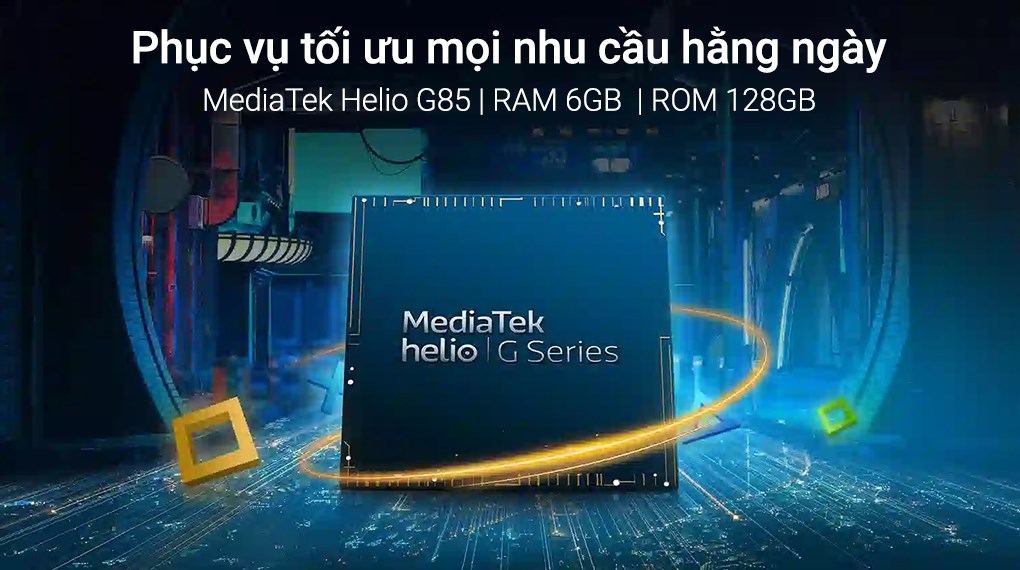 Phục vụ tối ưu mọi nhu cầu hằng ngày
MediaTek Helio G85 | RAM 6GB | ROM 128GB
MediaTek
helio | G Series